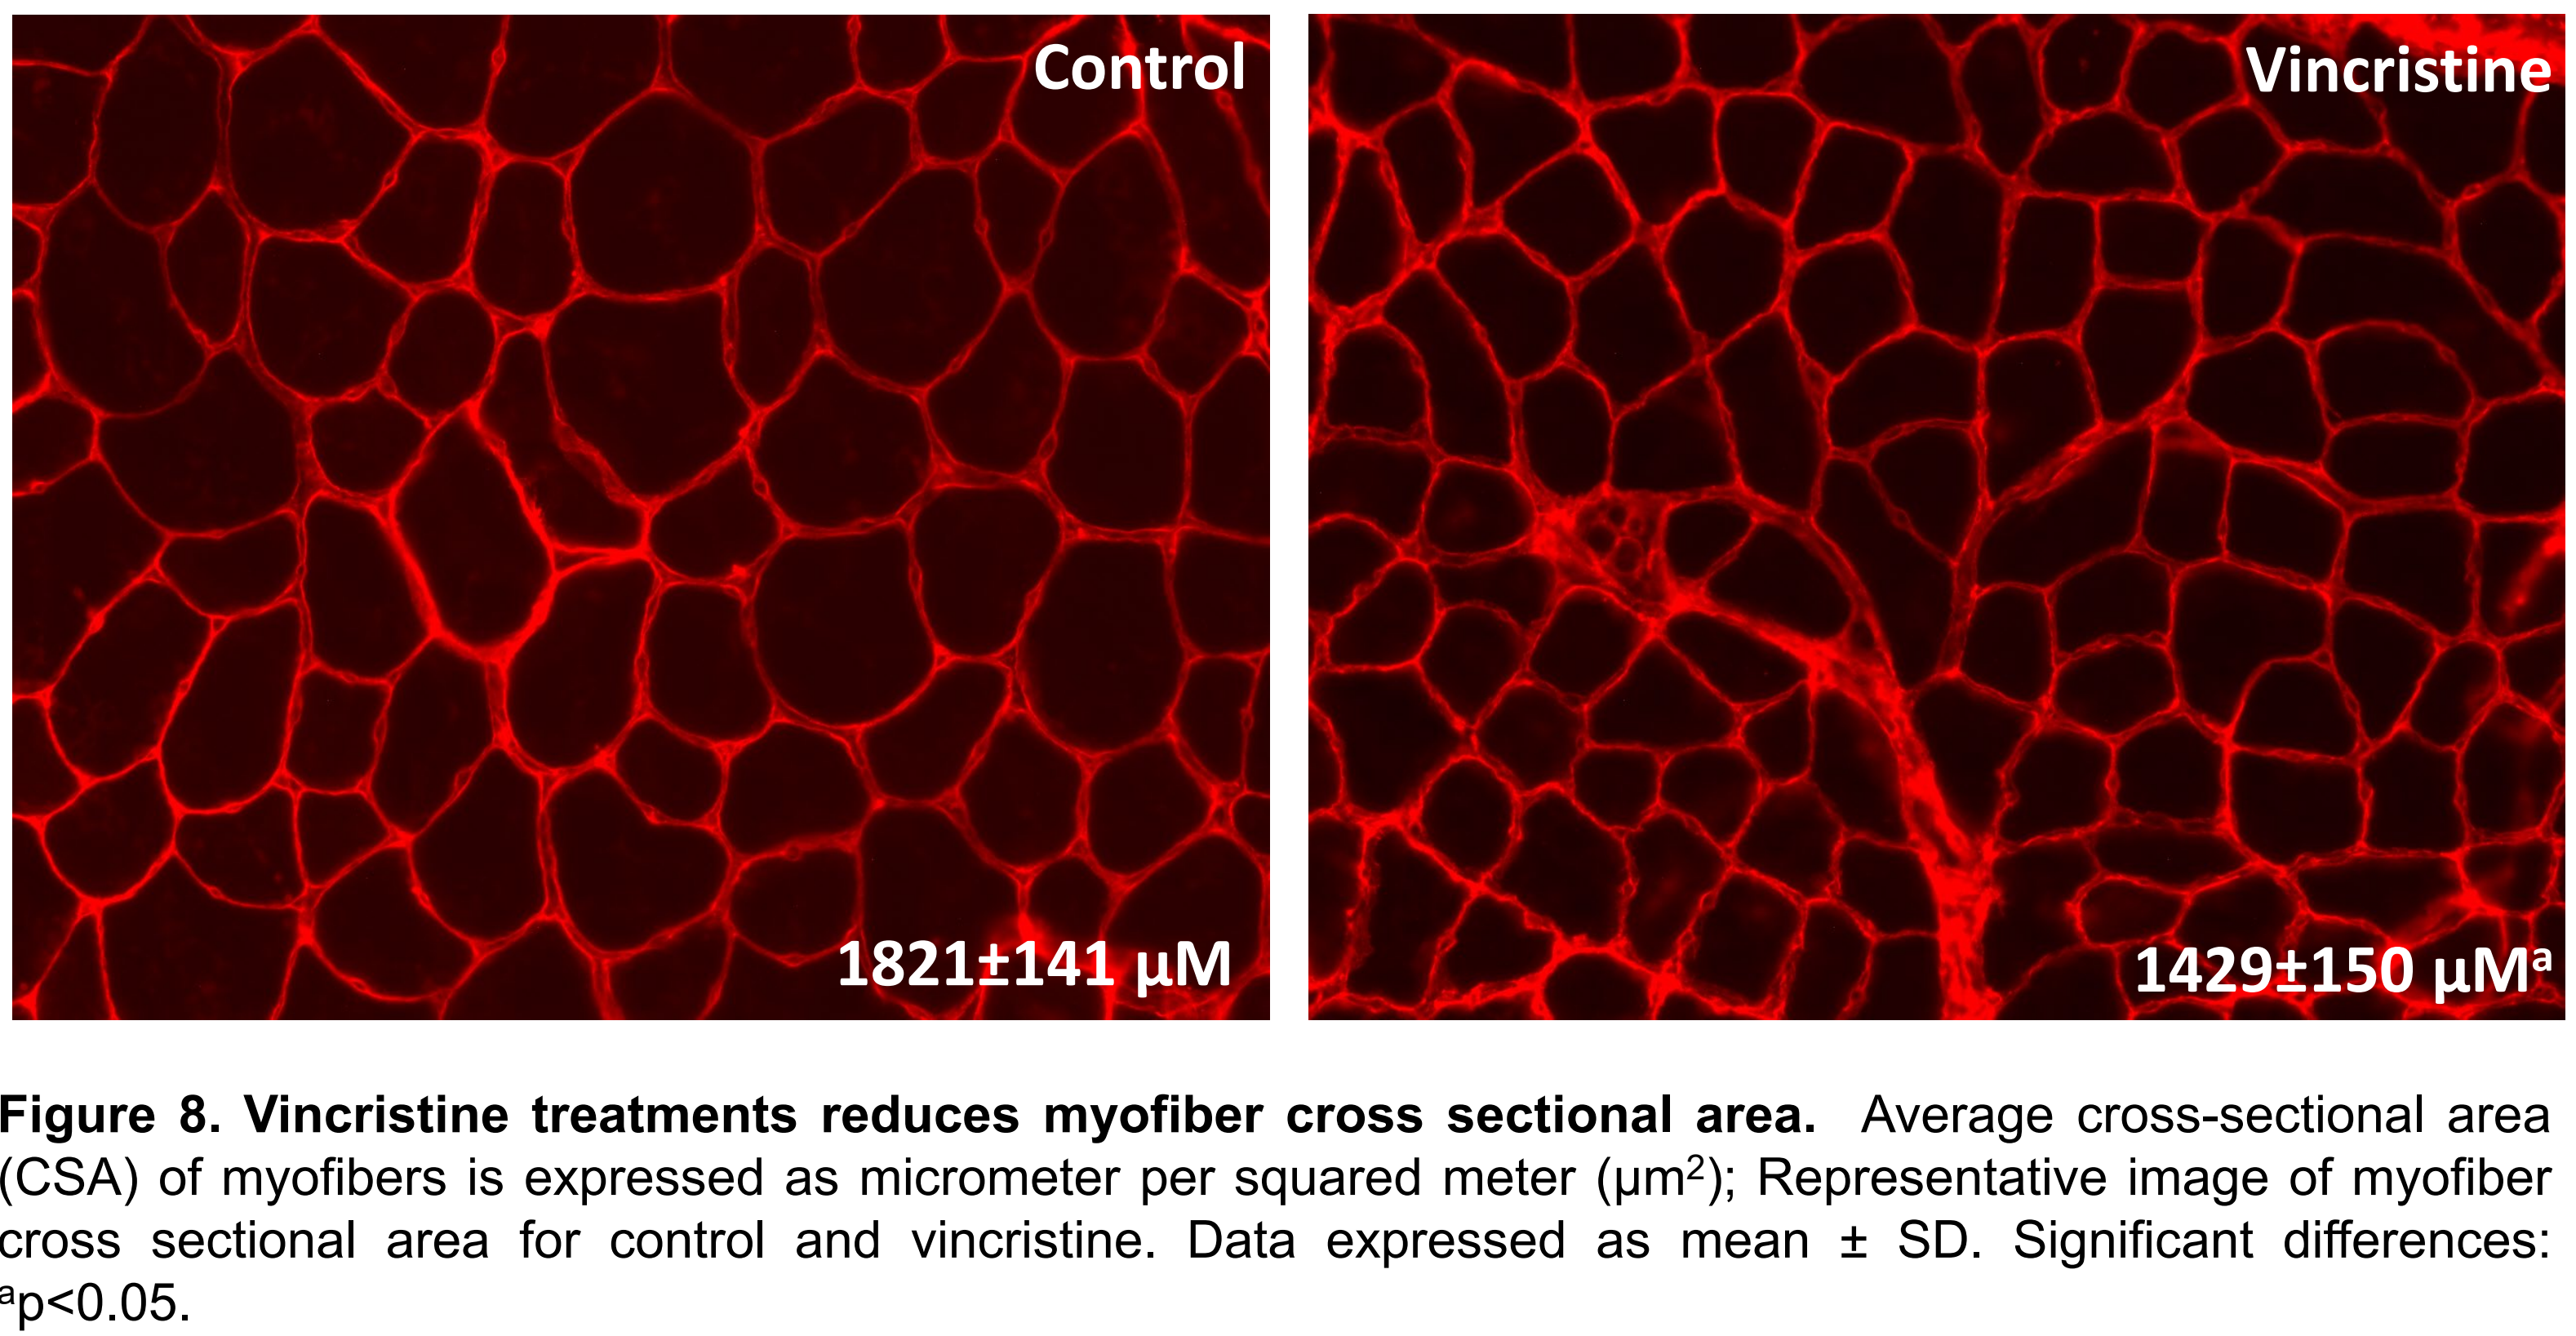 Control
Vincristine
1821±141 µM
1429±150 µMᵃ
Figure 8. Vincristine treatments reduces myofiber cross sectional area. Average cross-sectional area
(CSA) of myofibers is expressed as micrometer per squared meter (µm²); Representative image of myofiber
cross sectional area for control and vincristine. Data expressed as mean ± SD. Significant differences:
ᵃp<0.05.